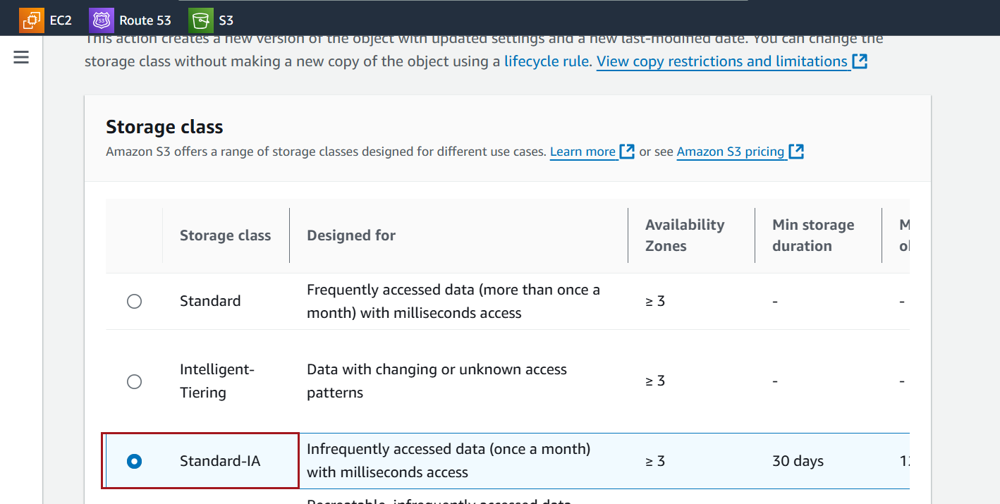 EC2 Route 53 S3
This action creates a new version of the object with updated settings and a new last-modified date. You can change the
storage class without making a new copy of the object using a lifecycle rule. View copy restrictions and limitations
Storage class
Amazon S3 offers a range of storage classes designed for different use cases. Learn more or see Amazon S3 pricing
Storage class
Designed for
Availability
Zones
Min storage
duration
Standard
Frequently accessed data (more than once a
month) with milliseconds access
≥ 3
-
-
Intelligent-
Tiering
Data with changing or unknown access
patterns
≥ 3
-
-
Standard-IA
Infrequently accessed data (once a month)
with milliseconds access
≥ 3
30 days
Recreatable, infrequently accessed data